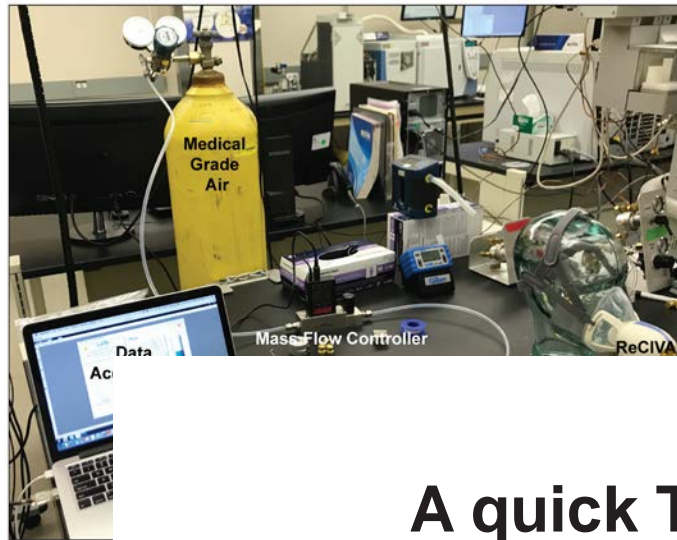 Medical
Grade
Air
Mass Flow Controller
ReCIVA
Data
A quick